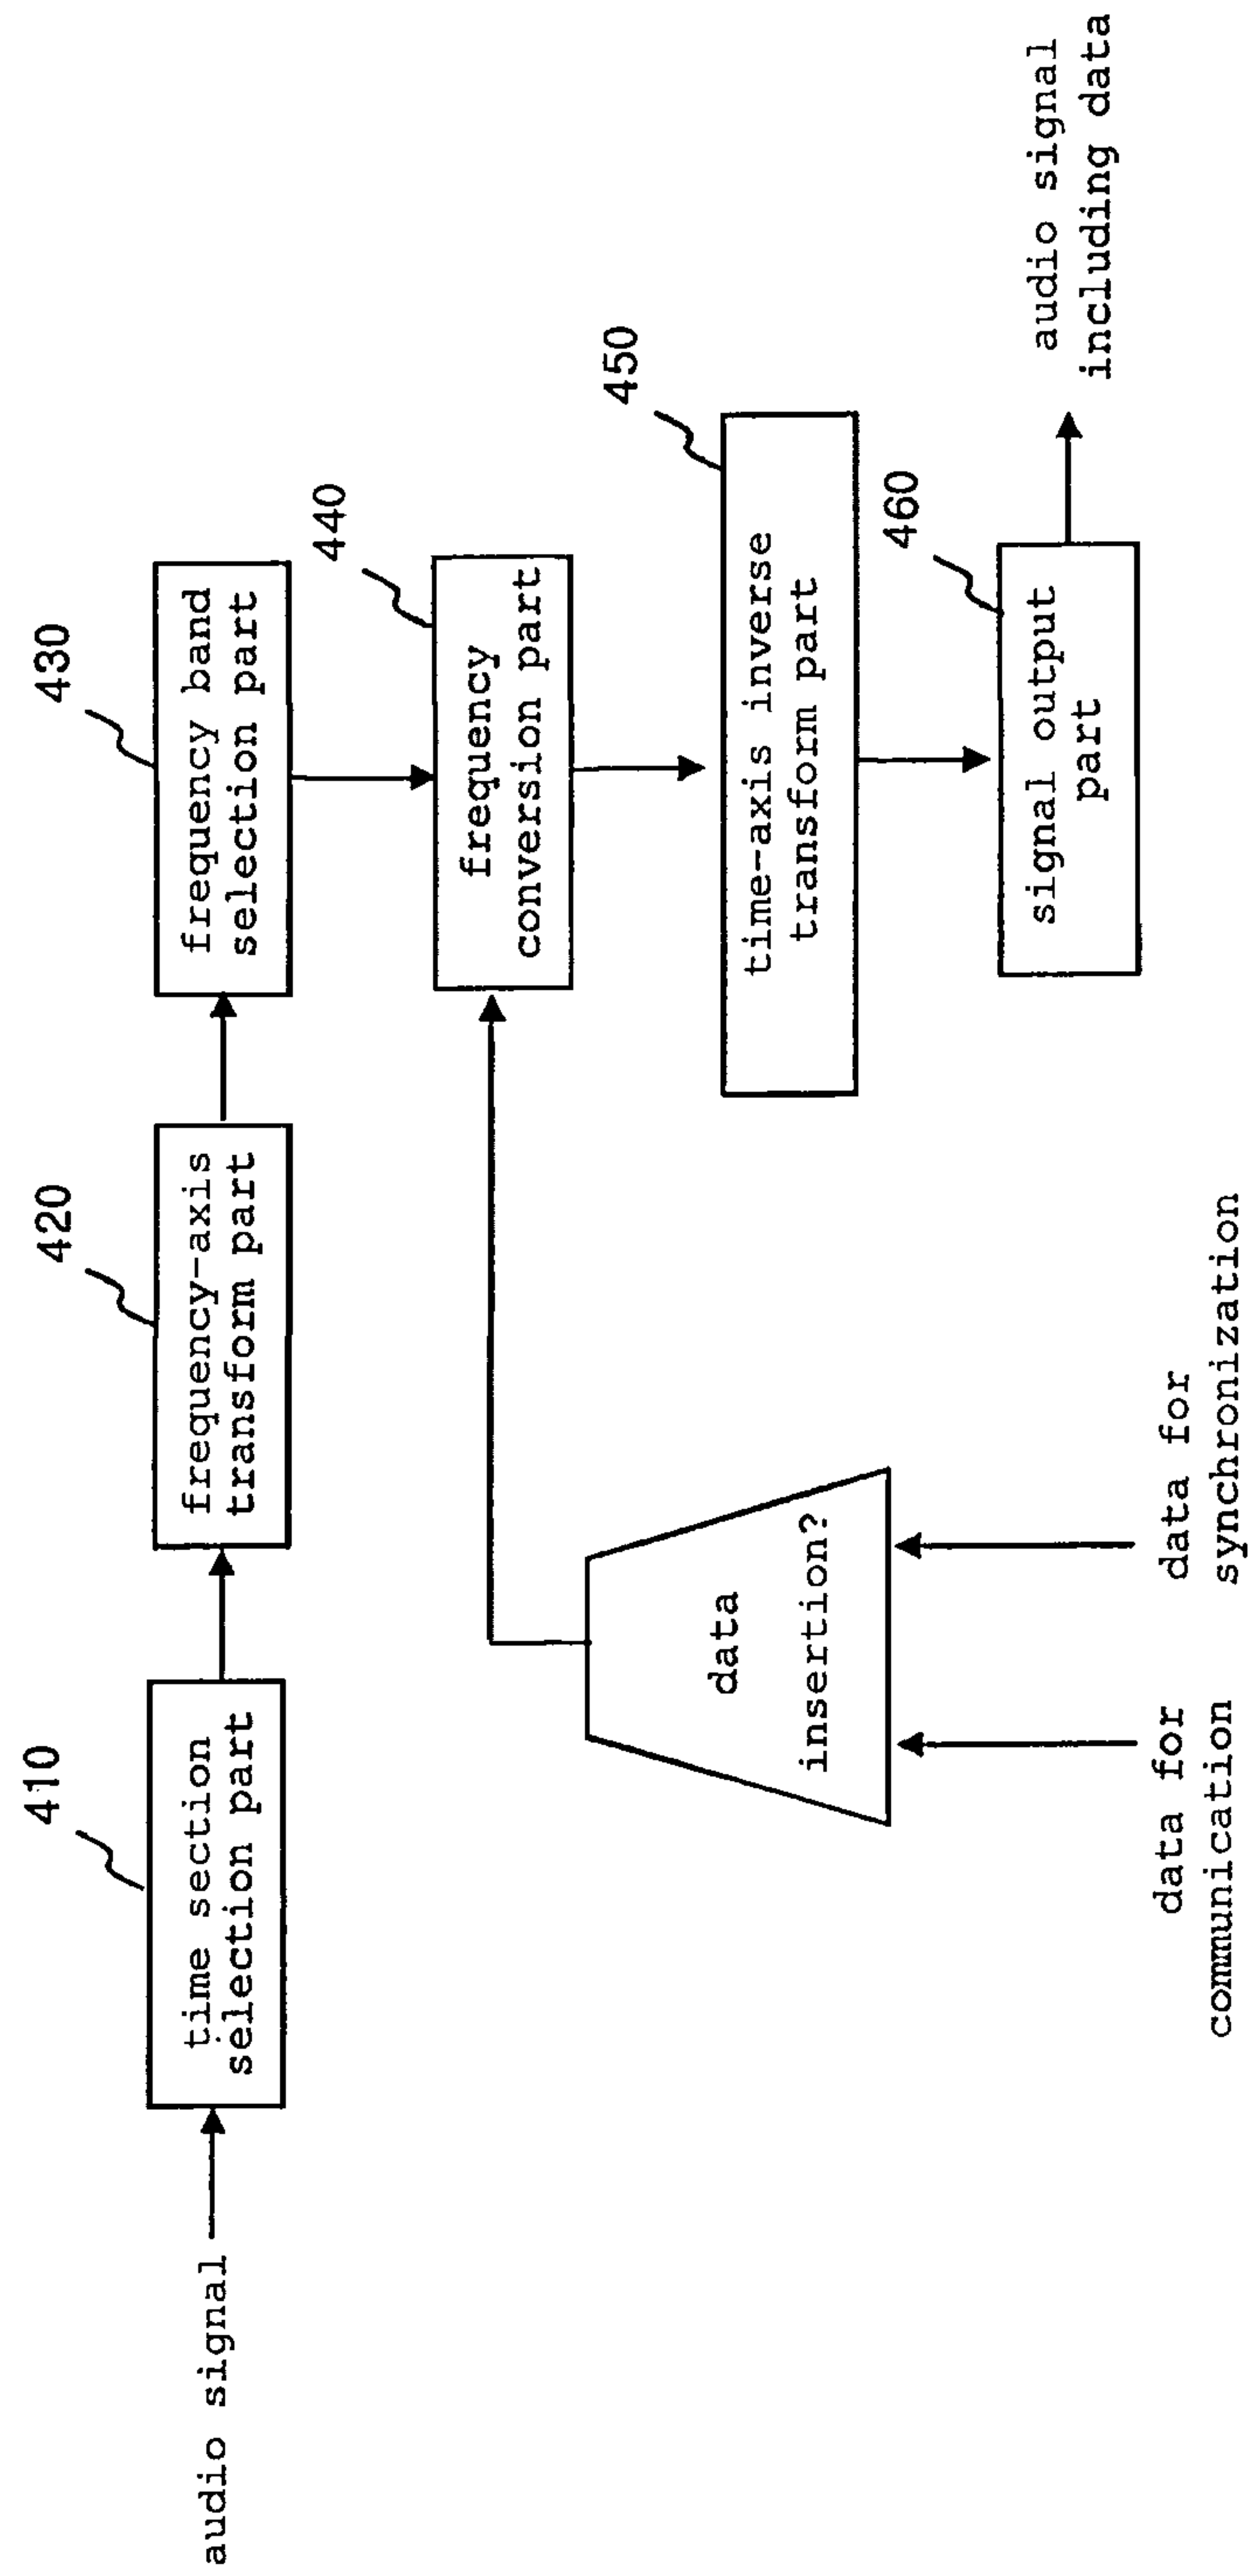 audio signal
410
time section
selection part
420
frequency-axis
transform part
430
frequency band
selection part
440
frequency
conversion part
data
insertion?
data for
communication
data for
synchronization
450
time-axis inverse
transform part
460
signal output
part
audio signal
including data